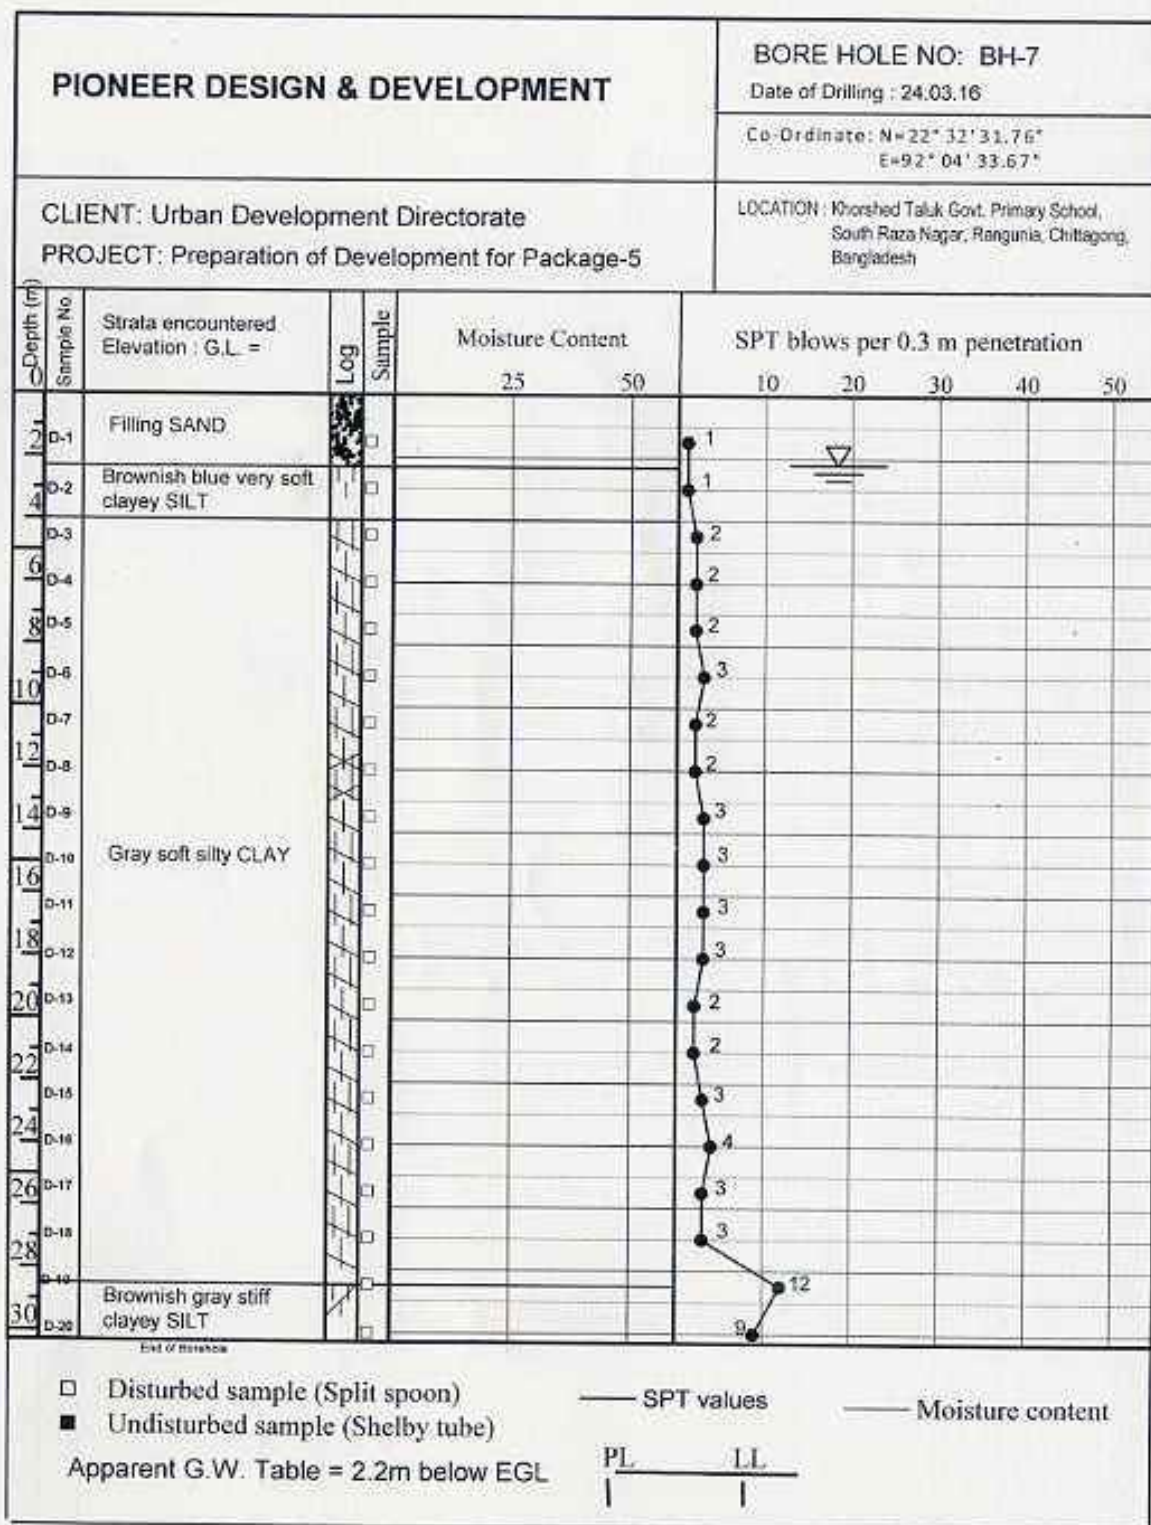 PIONEER DESIGN & DEVELOPMENT
BORE HOLE NO: BH-7
Date of Drilling : 24.03.16
Co-Ordinate: N=22° 32' 31.76"
E=92° 04' 33.67"
CLIENT: Urban Development Directorate
PROJECT: Preparation of Development for Package-5
LOCATION : Khorshed Taluk Govt. Primary School,
South Raza Nagar, Rangunia, Chittagong,
Bangladesh
Depth (m)
0
Sample No.
Strata encountered
Elevation : G.L. =
Log
Sample
Moisture Content
25 50
SPT blows per 0.3 m penetration
10 20 30 40 50
2 D-1 Filling SAND 1
4 D-2 Brownish blue very soft 1
clayey SILT
D-3 2
6 D-4 2
8 D-5 2
10 D-6 3
D-7 2
12 D-8 2
14 D-9 3
16 D-10 Gray soft silty CLAY 3
D-11 3
18 D-12 3
20 D-13 2
22 D-14 2
D-15 3
24 D-16 4
26 D-17 3
28 D-18 3
D-19 12
Brownish gray stiff
30 D-20 clayey SILT 9
End of Borehole
Disturbed sample (Split spoon)
Undisturbed sample (Shelby tube)
SPT values
Moisture content
Apparent G.W. Table = 2.2m below EGL
PL LL